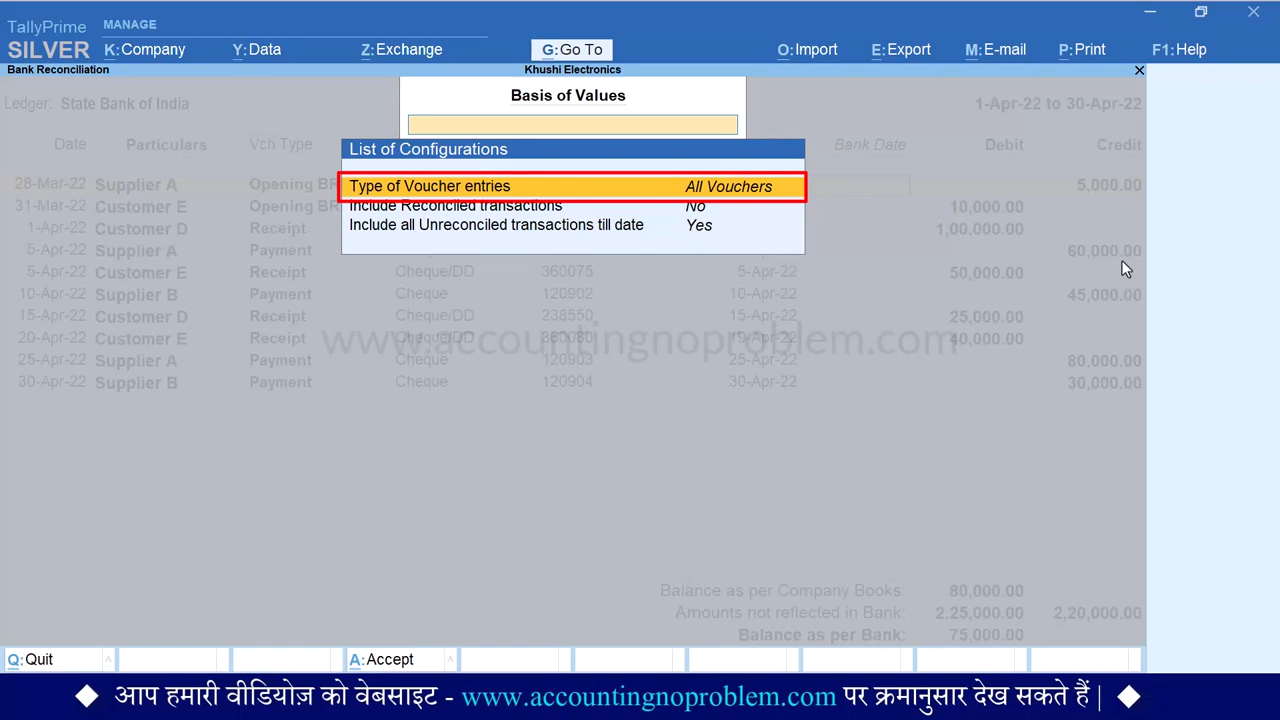 TallyPrime MANAGE
SILVER K:Company Y:Data Z:Exchange G:Go To O:Import E:Export M:E-mail P:Print F1:Help
Bank Reconciliation Khushi Electronics
Basis of Values
Ledger: State Bank of India 1-Apr-22 to 30-Apr-22
Date Particulars Vch Type Bank Date Debit Credit
List of Configurations
28-Mar-22 Supplier A Opening BR 5,000.00
Type of Voucher entries All Vouchers
31-Mar-22 Customer E Opening BR 10,000.00
Include Reconciled transactions No
1-Apr-22 Customer D Receipt 1,00,000.00
Include all Unreconciled transactions till date Yes
5-Apr-22 Supplier A Payment 60,000.00
5-Apr-22 Customer E Receipt Cheque/DD 360075 5-Apr-22 50,000.00
10-Apr-22 Supplier B Payment Cheque 120902 10-Apr-22 45,000.00
15-Apr-22 Customer D Receipt Cheque/DD 238550 15-Apr-22 25,000.00
20-Apr-22 Customer E Receipt Cheque/DD 360080 19-Apr-22 40,000.00
www.accountingnoproblem.com
25-Apr-22 Supplier A Payment Cheque 120903 25-Apr-22 80,000.00
30-Apr-22 Supplier B Payment Cheque 120904 30-Apr-22 30,000.00
Balance as per Company Books: 80,000.00
Amounts not reflected in Bank: 2,25,000.00 2,20,000.00
Balance as per Bank: 75,000.00
Q:Quit A:Accept
आप हमारी वीडियोज़ को वेबसाइट - www.accountingnoproblem.com पर क्रमानुसार देख सकते हैं |